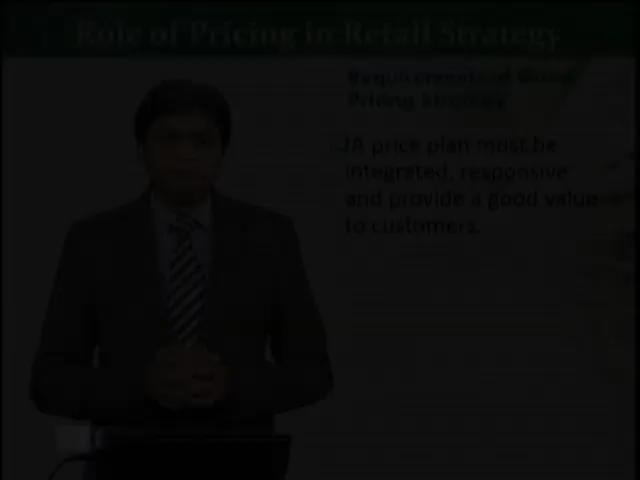 Role of Pricing in Retail Strategy
Requirements of Good
Pricing Strategy
A price plan must be
integrated, responsive
and provide a good value
to customers.